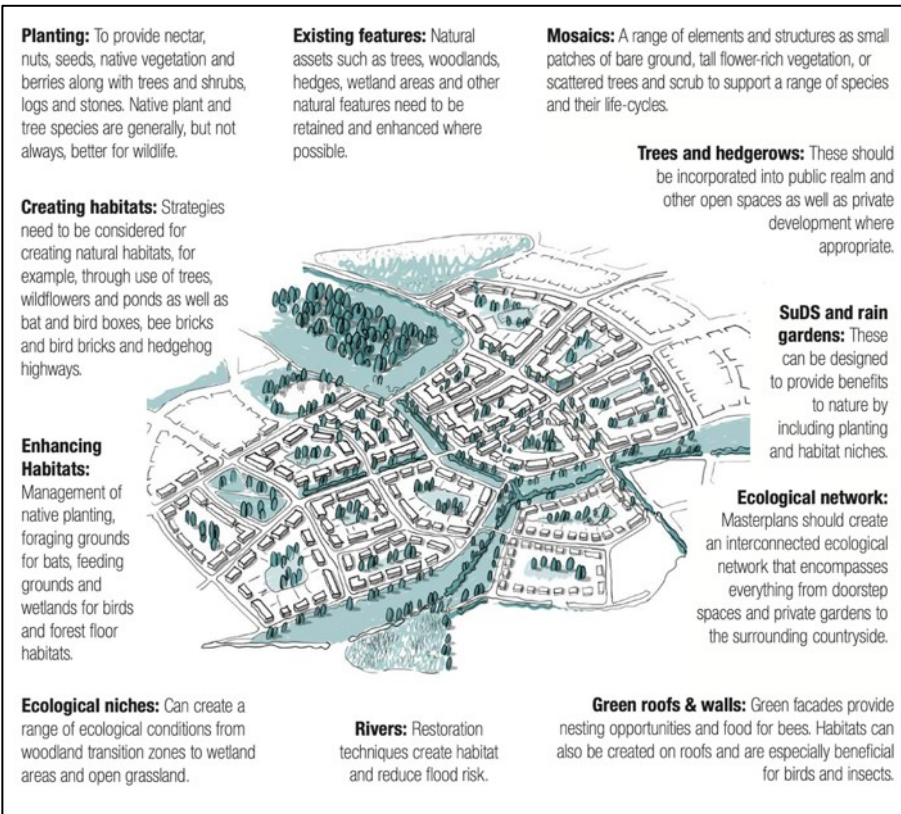 Planting: To provide nectar,
nuts, seeds, native vegetation and
berries along with trees and shrubs,
logs and stones. Native plant and
tree species are generally, but not
always, better for wildlife.
Existing features: Natural
assets such as trees, woodlands,
hedges, wetland areas and other
natural features need to be
retained and enhanced where
possible.
Mosaics: A range of elements and structures as small
patches of bare ground, tall flower-rich vegetation, or
scattered trees and scrub to support a range of species
and their life-cycles.
Trees and hedgerows: These should
be incorporated into public realm and
other open spaces as well as private
development where
appropriate.
Creating habitats: Strategies
need to be considered for
creating natural habitats, for
example, through use of trees,
wildflowers and ponds as well as
bat and bird boxes, bee bricks
and bird bricks and hedgehog
highways.
SuDS and rain
gardens: These
can be designed
to provide benefits
to nature by
including planting
and habitat niches.
Enhancing
Habitats:
Management of
native planting,
foraging grounds
for bats, feeding
grounds and
wetlands for birds
and forest floor
habitats.
Ecological network:
Masterplans should create
an interconnected ecological
network that encompasses
everything from doorstep
spaces and private gardens to
the surrounding countryside.
Ecological niches: Can create a
range of ecological conditions from
woodland transition zones to wetland
areas and open grassland.
Rivers: Restoration
techniques create habitat
and reduce flood risk.
Green roofs & walls: Green facades provide
nesting opportunities and food for bees. Habitats can
also be created on roofs and are especially beneficial
for birds and insects.